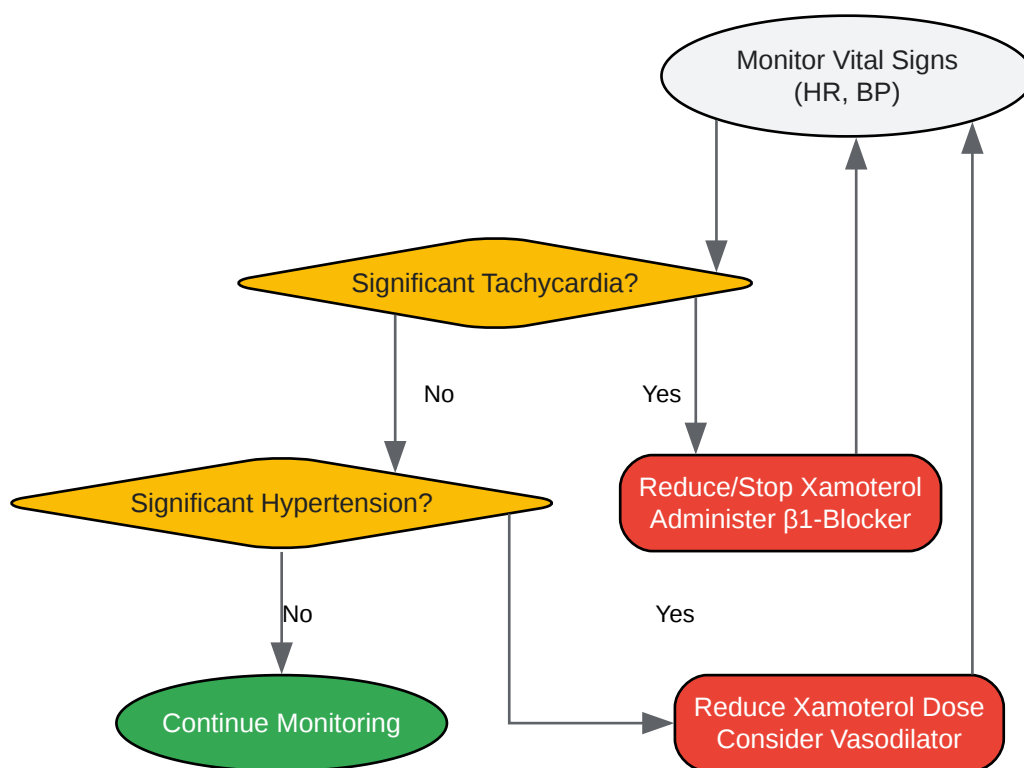 Monitor Vital Signs
(HR, BP)
Significant Tachycardia?
No
Yes
Significant Hypertension?
Reduce/Stop Xamoterol
Administer β1-Blocker
No
Yes
Continue Monitoring
Reduce Xamoterol Dose
Consider Vasodilator